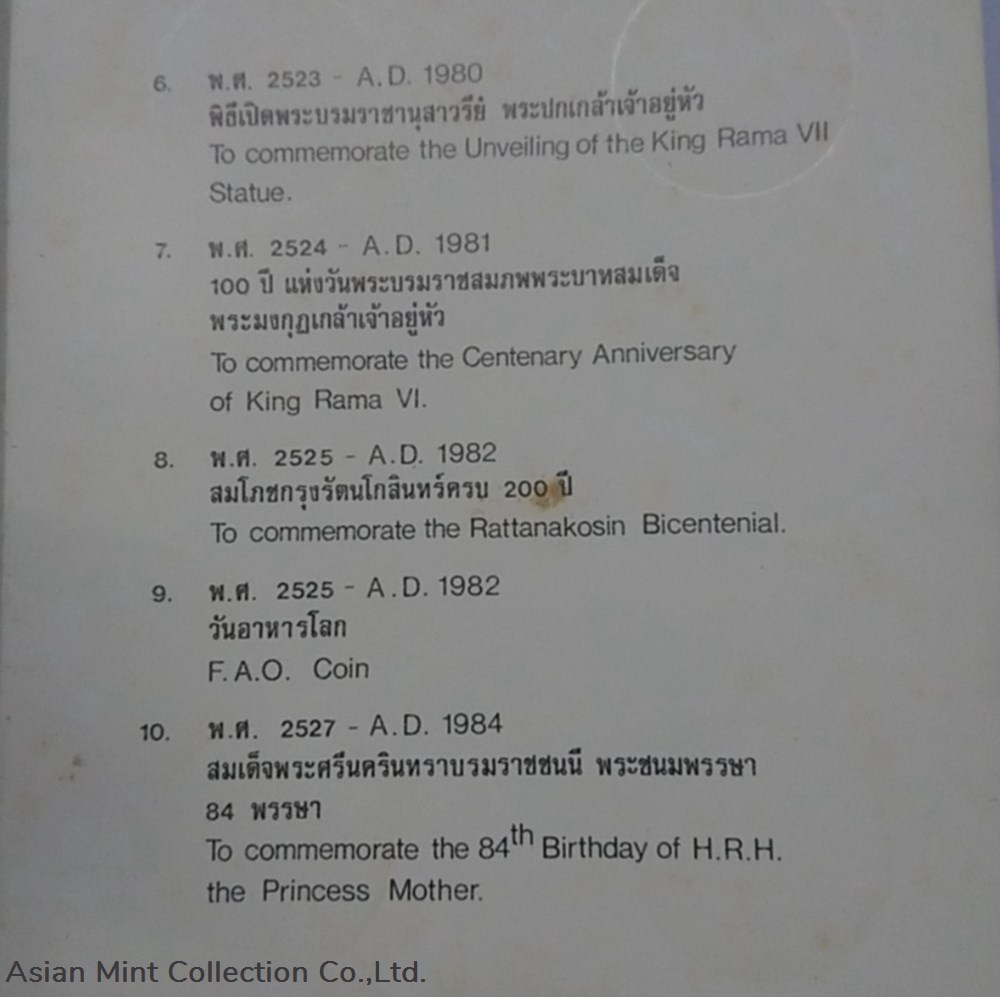 6. พ.ศ. 2523 - A.D. 1980
พิธีเปิดพระบรมราชานุสาวรีย์ พระปกเกล้าเจ้าอยู่หัว
To commemorate the Unveiling of the King Rama VII
Statue.
7. พ.ศ. 2524 - A.D. 1981
100 ปี แห่งวันพระบรมราชสมภพพระบาทสมเด็จ
พระมงกุฎเกล้าเจ้าอยู่หัว
To commemorate the Centenary Anniversary
of King Rama VI.
8. พ.ศ. 2525 - A.D. 1982
สมโภชกรุงรัตนโกสินทร์ครบ 200 ปี
To commemorate the Rattanakosin Bicentenial.
9. พ.ศ. 2525 - A.D. 1982
วันอาหารโลก
F.A.O. Coin
10. พ.ศ. 2527 - A.D. 1984
สมเด็จพระศรีนครินทราบรมราชชนนี พระชนมพรรษา
84 พรรษา
To commemorate the 84th Birthday of H.R.H.
the Princess Mother.
Asian Mint Collection Co.,Ltd.